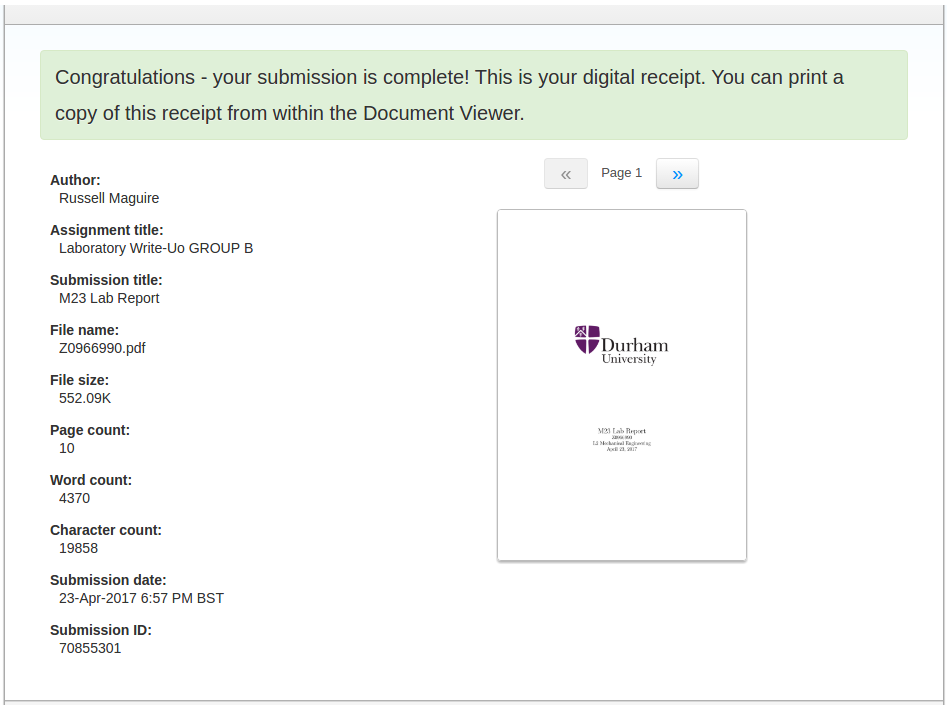 Congratulations - your submission is complete! This is your digital receipt. You can print a
copy of this receipt from within the Document Viewer.
Author:
Russell Maguire
Assignment title:
Laboratory Write-Uo GROUP B
Submission title:
M23 Lab Report
File name:
Z0966990.pdf
File size:
552.09K
Page count:
10
Word count:
4370
Character count:
19858
Submission date:
23-Apr-2017 6:57 PM BST
Submission ID:
70855301
« Page 1 »
Durham
University
M23 Lab Report
Z0966990
L2 Mechanical Engineering
April 23, 2017